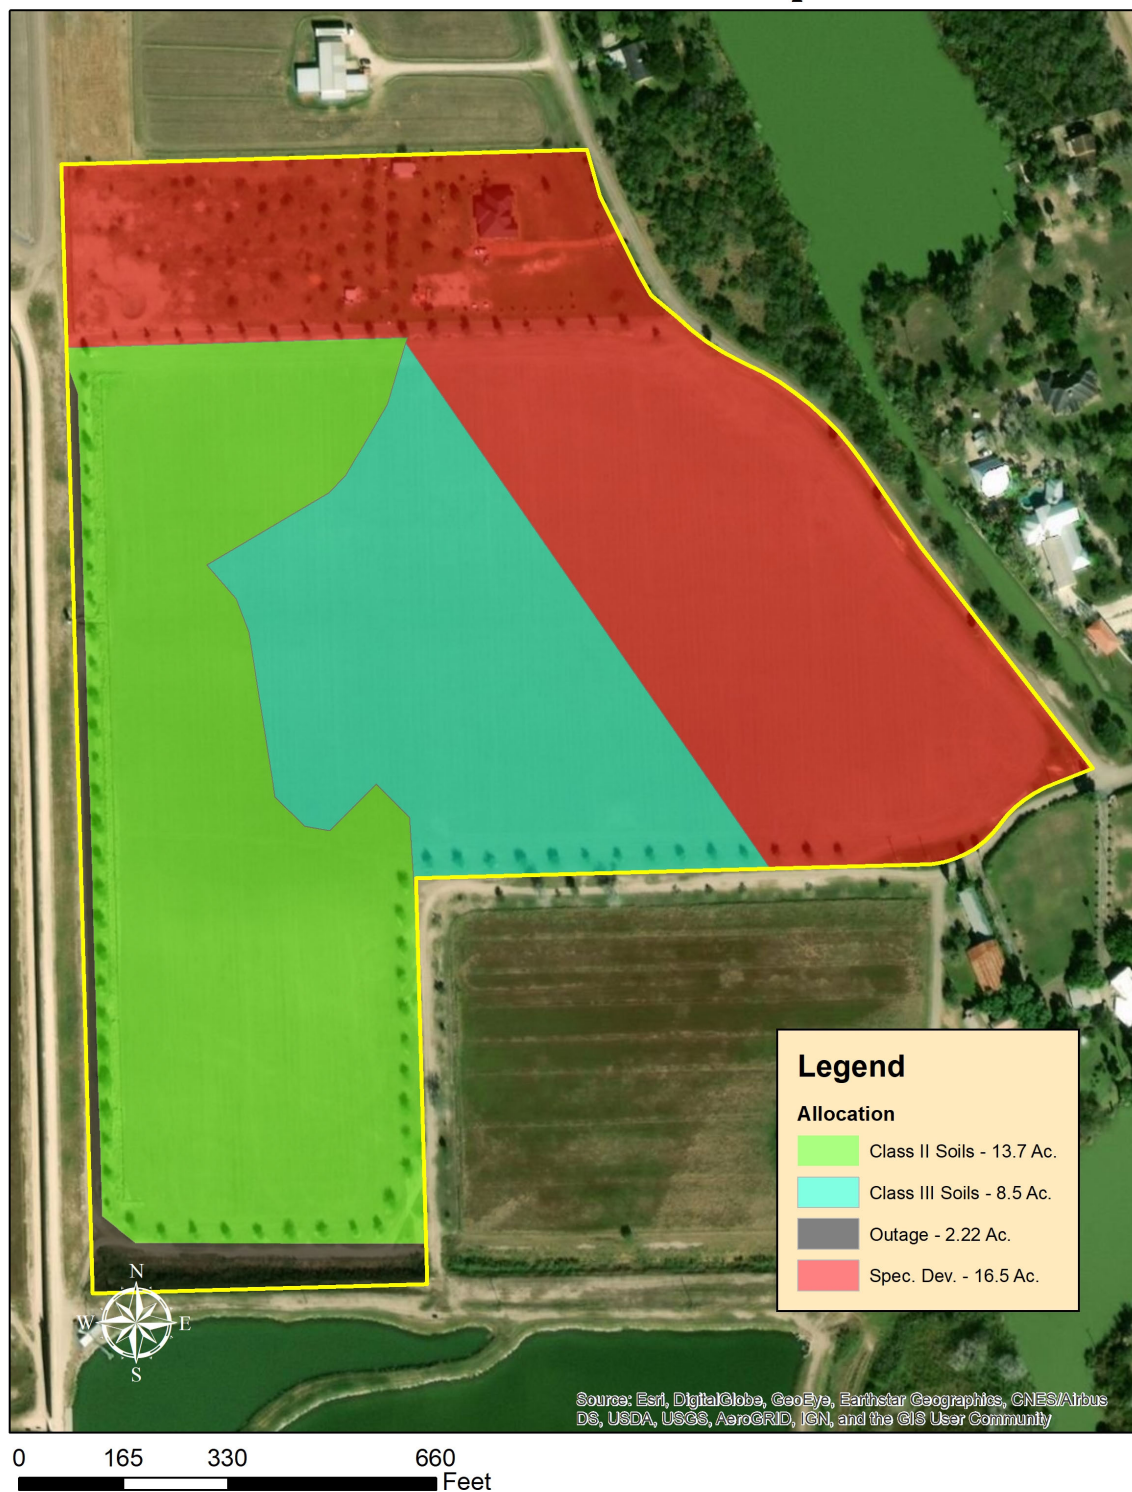 N
W E
S
Legend
Allocation
Class II Soils - 13.7 Ac.
Class III Soils - 8.5 Ac.
Outage - 2.22 Ac.
Spec. Dev. - 16.5 Ac.
Source: Esri, DigitalGlobe, GeoEye, Earthstar Geographics, CNES/Airbus
DS, USDA, USGS, AeroGRID, IGN, and the GIS User Community
0 165 330 660
Feet